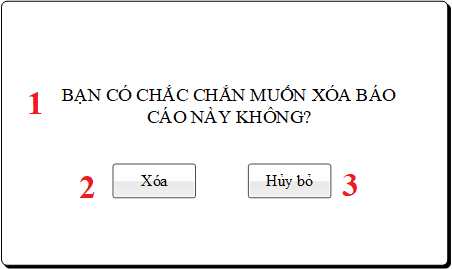 1 BẠN CÓ CHẮC CHẮN MUỐN XÓA BÁO
CÁO NÀY KHÔNG?
2 Xóa Hủy bỏ 3